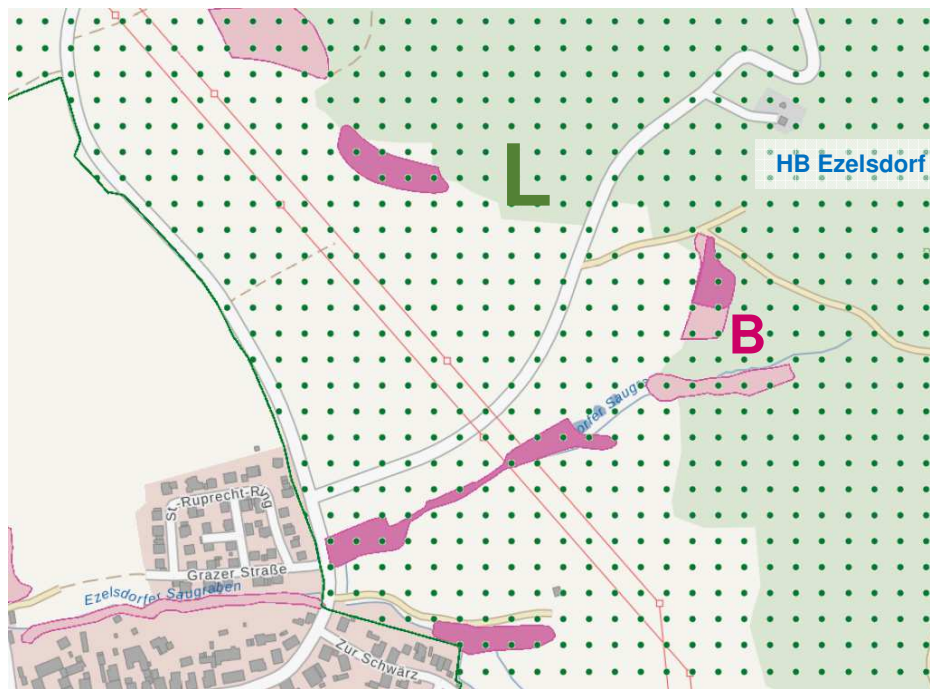 L
HB Ezelsdorf
B
St.-Ruprecht-Ring
Grazer Straße
Ezelsdorfer Saugraben
Zur Schwärz